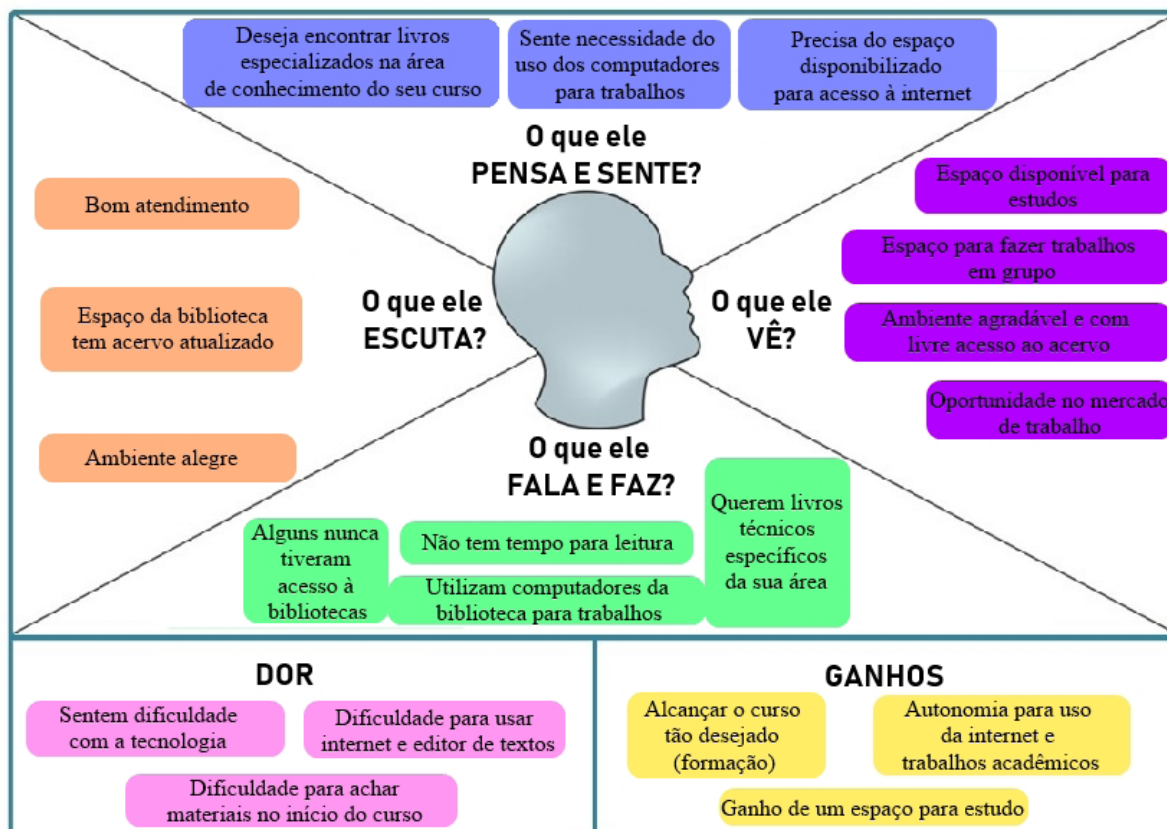 Deseja encontrar livros
especializados na área
de conhecimento do seu curso
Sente necessidade do
uso dos computadores
para trabalhos
Precisa do espaço
disponibilizado
para acesso à internet
O que ele
PENSA E SENTE?
Bom atendimento
Espaço da biblioteca
tem acervo atualizado
Ambiente alegre
O que ele
ESCUTA?
O que ele
VÊ?
Espaço disponível para
estudos
Espaço para fazer trabalhos
em grupo
Ambiente agradável e com
livre acesso ao acervo
Oportunidade no mercado
de trabalho
O que ele
FALA E FAZ?
Alguns nunca
tiveram
acesso à
bibliotecas
Não tem tempo para leitura
Utilizam computadores da
biblioteca para trabalhos
Querem livros
técnicos
específicos
da sua área
DOR
Sentem dificuldade
com a tecnologia
Dificuldade para usar
internet e editor de textos
Dificuldade para achar
materiais no início do curso
GANHOS
Alcançar o curso
tão desejado
(formação)
Autonomia para uso
da internet e
trabalhos acadêmicos
Ganho de um espaço para estudo